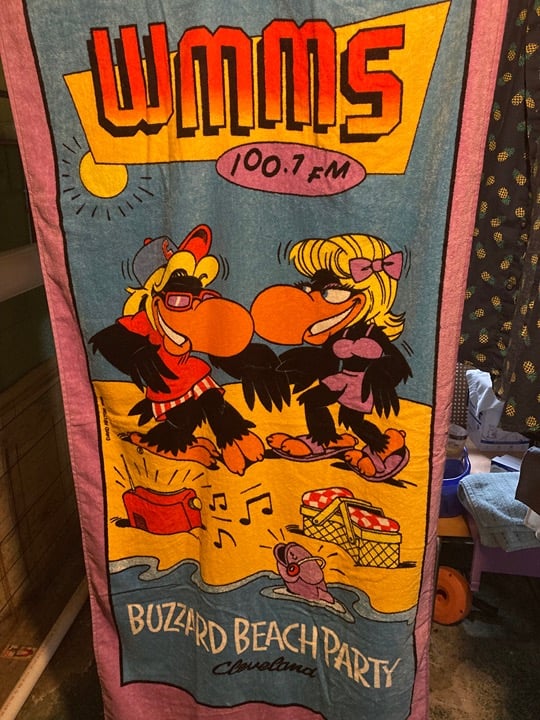 WMMS
100.7 FM
BUZZARD BEACH PARTY
Cleveland